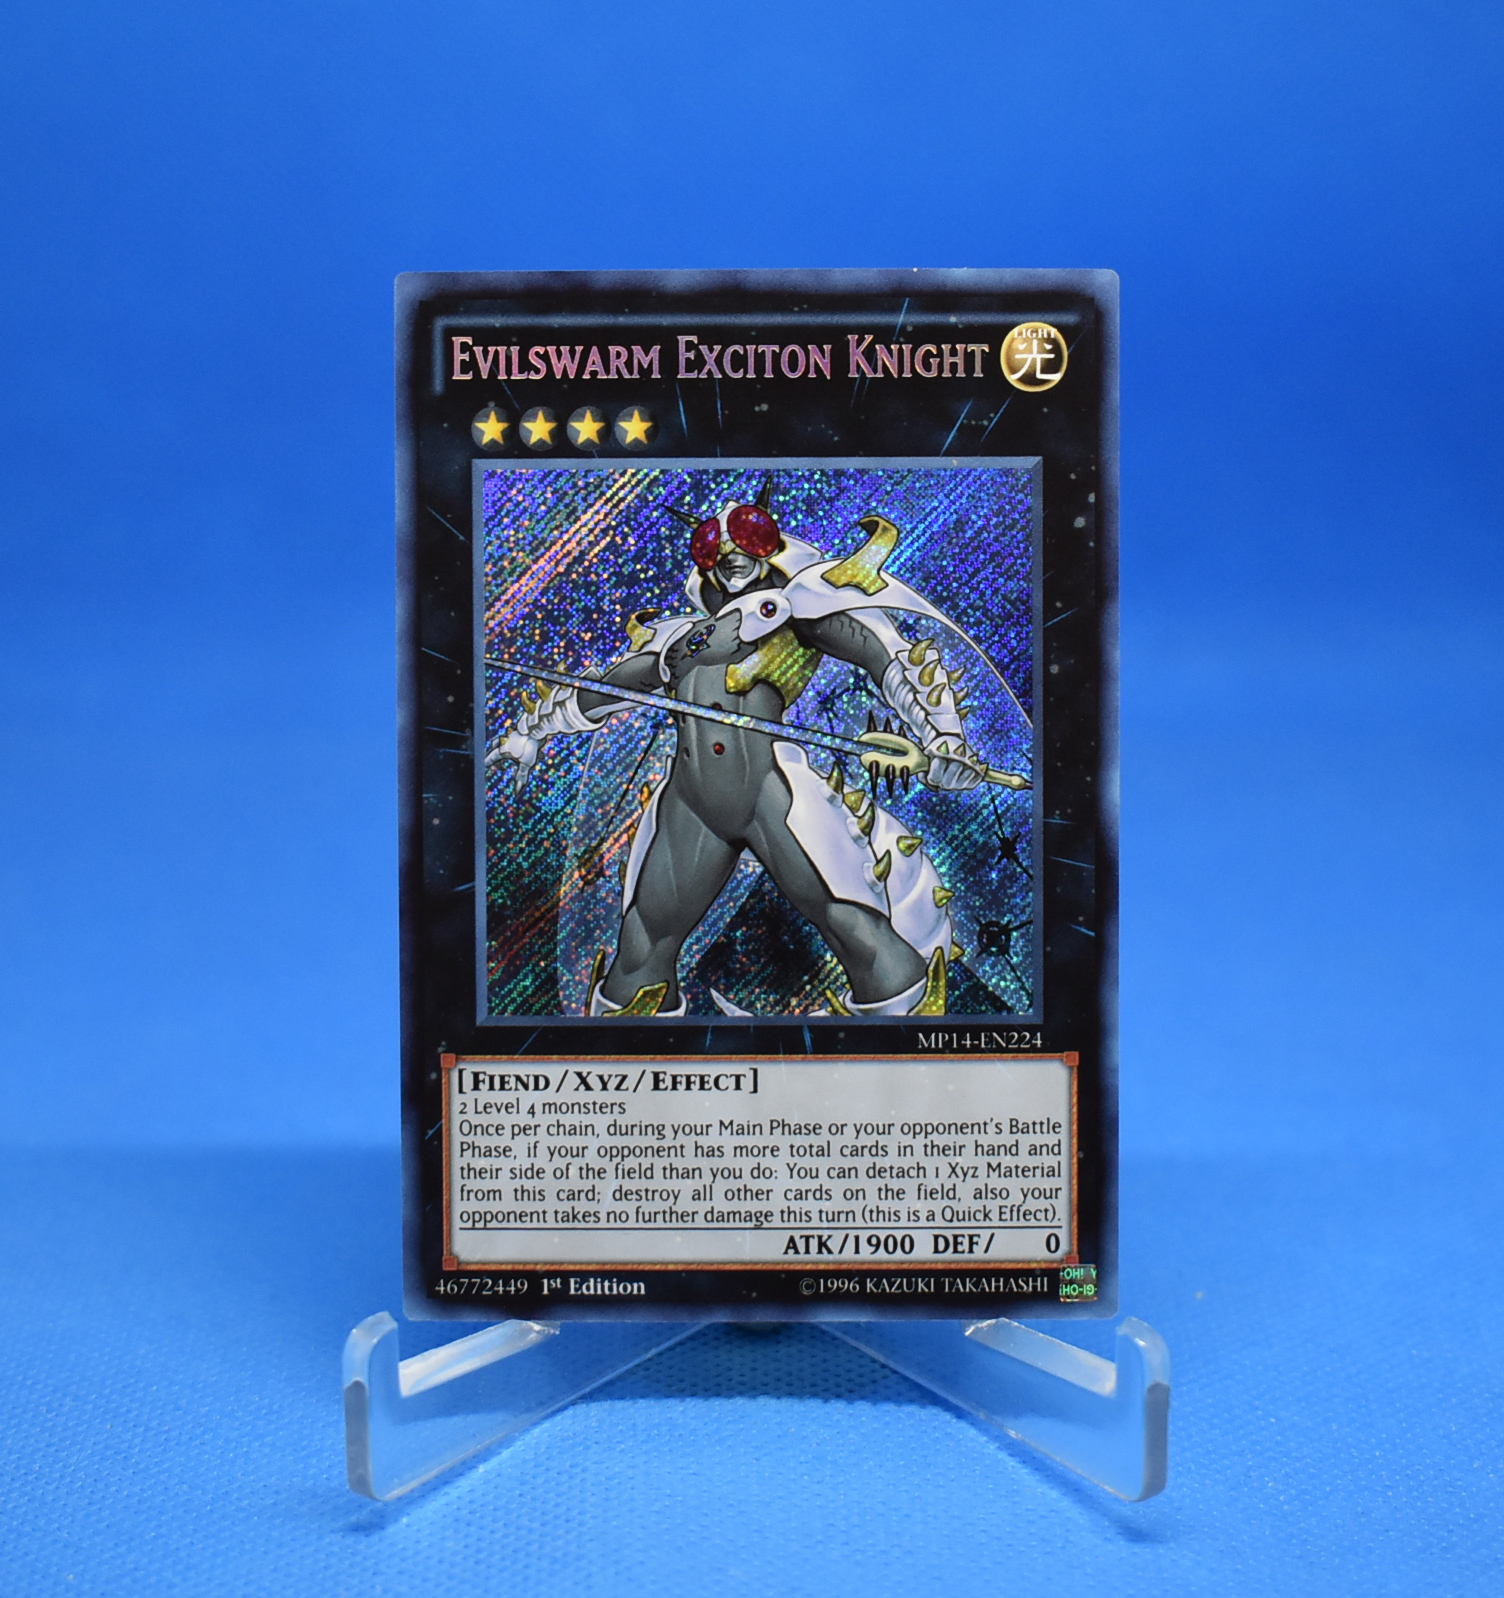 EVILSWARM EXCITON KNIGHT
LIGHT
光
MP14-EN224
[FIEND/XYZ/EFFECT]
2 Level 4 monsters
Once per chain, during your Main Phase or your opponent's Battle
Phase, if your opponent has more total cards in their hand and
their side of the field than you do: You can detach 1 Xyz Material
from this card; destroy all other cards on the field, also your
opponent takes no further damage this turn (this is a Quick Effect).
ATK/1900 DEF/ 0
46772449 1st Edition ©1996 KAZUKI TAKAHASHI